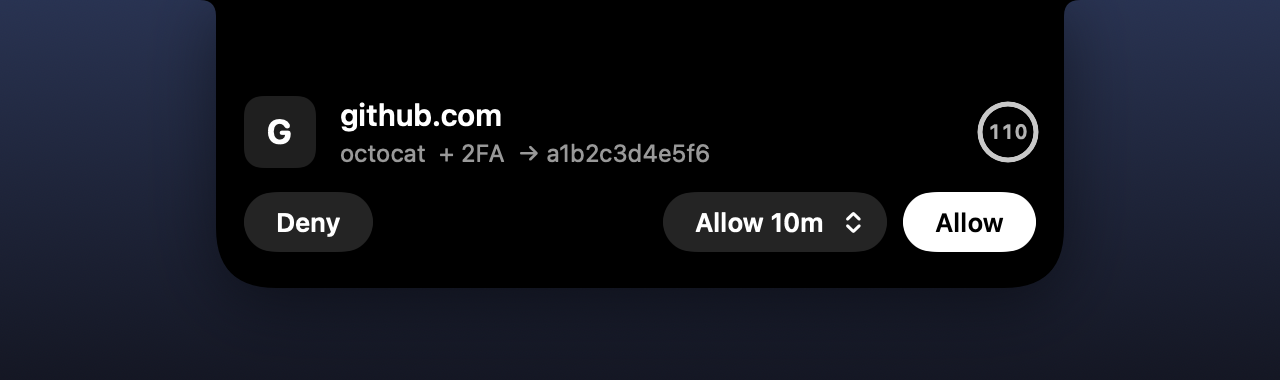 G
github.com
octocat + 2FA → a1b2c3d4e5f6
110
Deny
Allow 10m
Allow